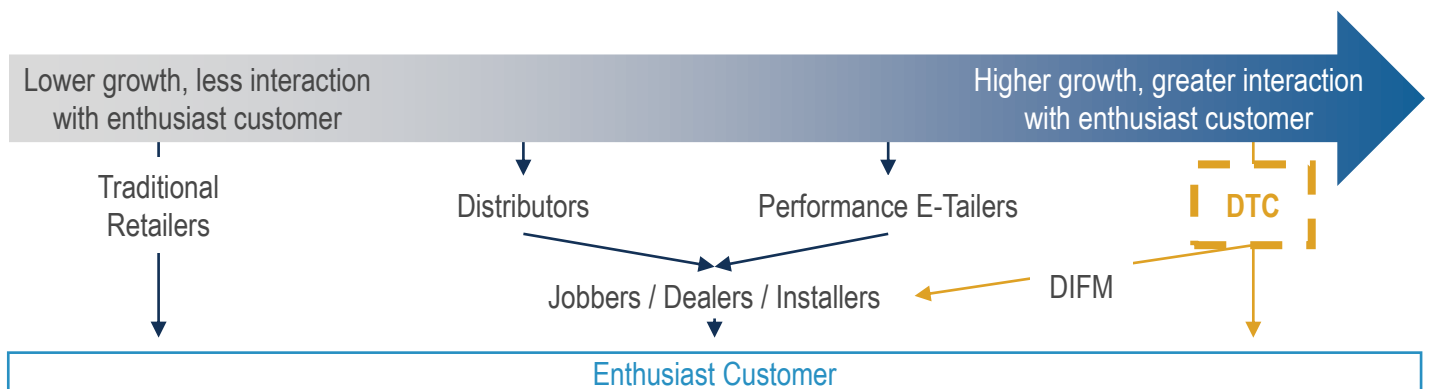 Lower growth, less interaction
with enthusiast customer
Higher growth, greater interaction
with enthusiast customer
Traditional
Retailers
Distributors
Performance E-Tailers
DTC
Jobbers / Dealers / Installers
DIFM
Enthusiast Customer